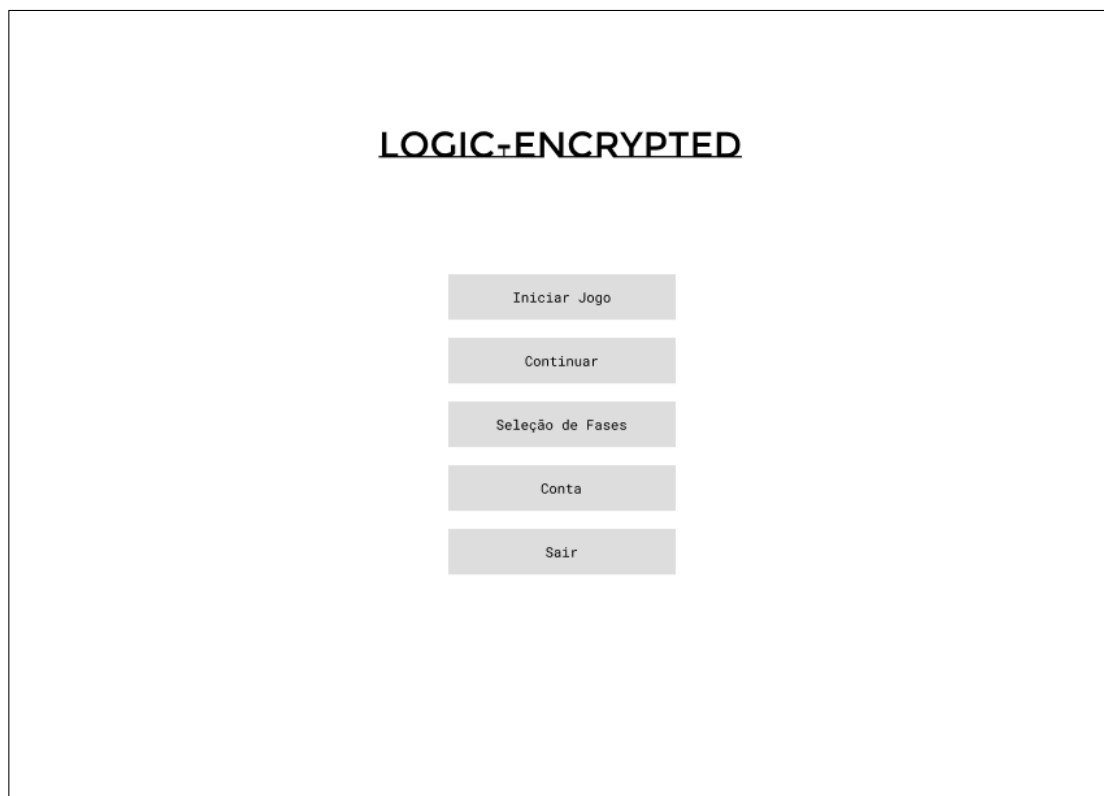 LOGIC-ENCRYPTED
Iniciar Jogo
Continuar
Seleção de Fases
Conta
Sair